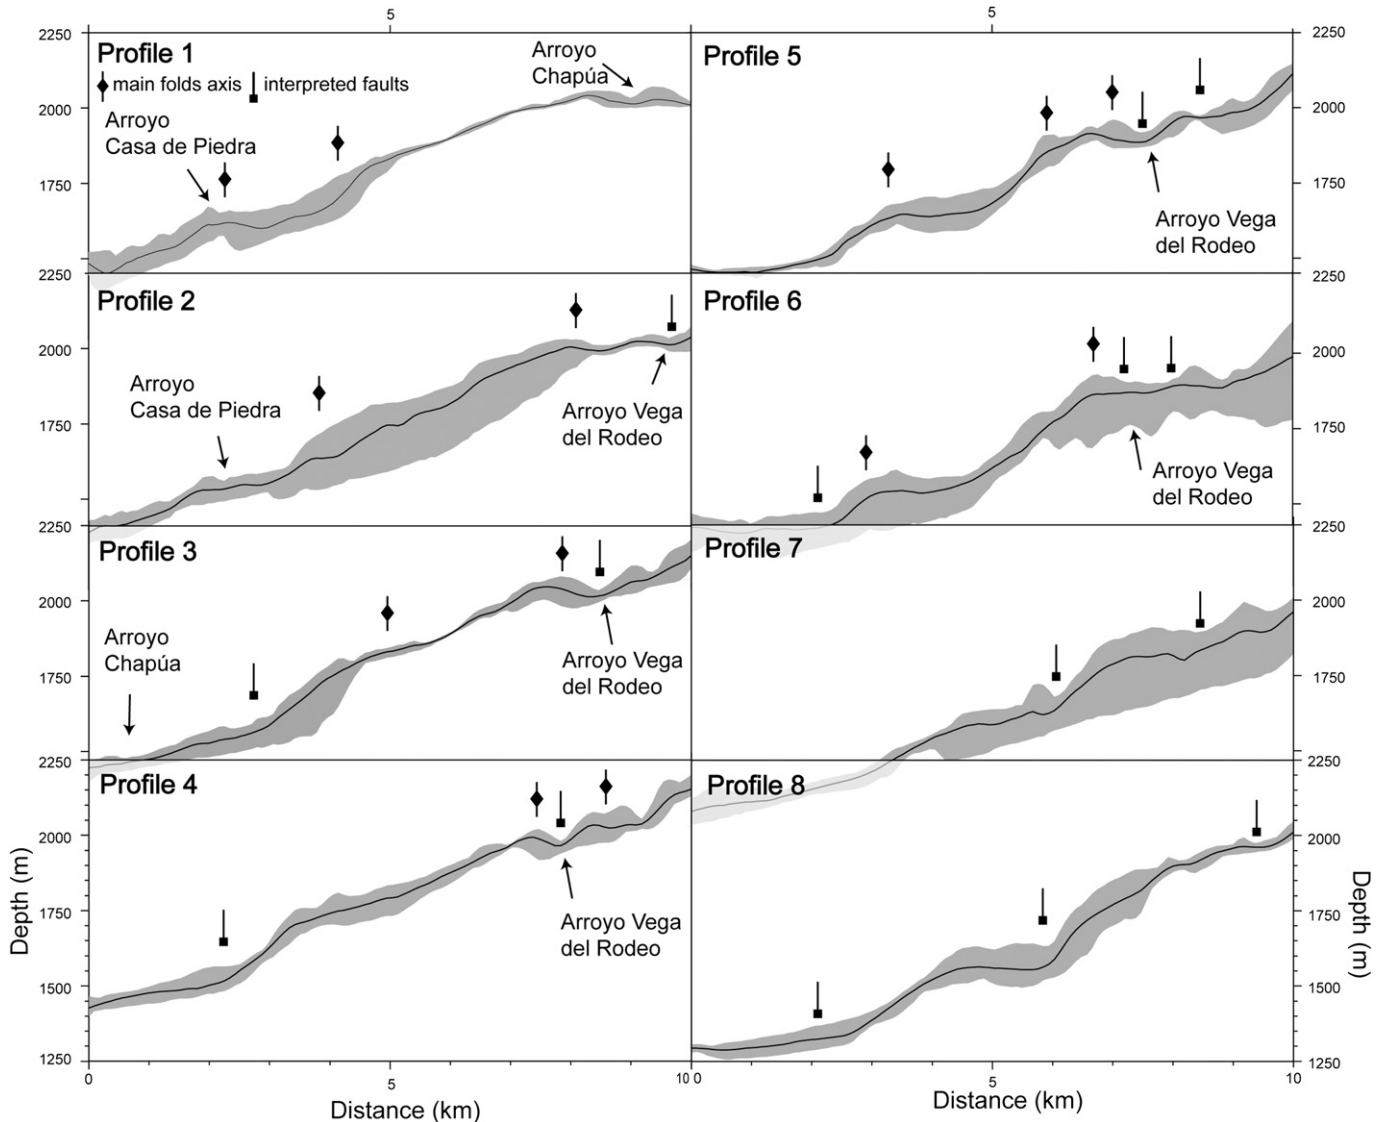 5
5
2250
2250
Profile 1
main folds axis
interpreted faults
Arroyo
Casa de Piedra
Arroyo
Chapúa
2000
1750
Profile 5
2000
1750
Arroyo Vega
del Rodeo
2250
2250
Profile 2
2000
1750
Arroyo
Casa de Piedra
Arroyo Vega
del Rodeo
Profile 6
2000
1750
Arroyo Vega
del Rodeo
2250
2250
Profile 3
2000
1750
Arroyo
Chapúa
Arroyo Vega
del Rodeo
Profile 7
2000
1750
2250
2250
Profile 4
2000
1750
1500
1250
Arroyo Vega
del Rodeo
Profile 8
2000
1750
1500
1250
Depth (m)
Depth (m)
0
5
10
0
5
10
Distance (km)
Distance (km)